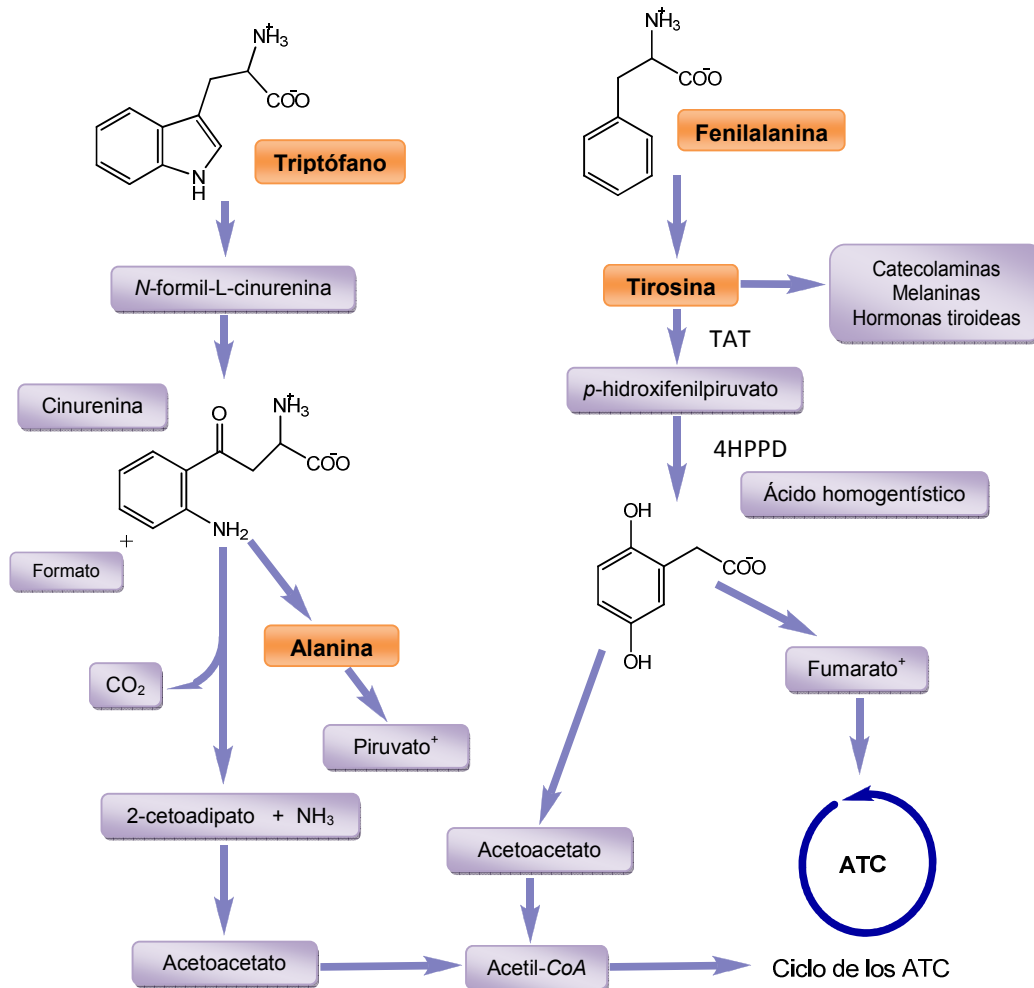 NH₃⁺
COO⁻
N
H
Triptófano
N-formil-L-cinurenina
Cinurenina
O
NH₃⁺
COO⁻
NH₂
+
Formato
CO₂
Alanina
Piruvato⁺
2-cetoadipato + NH₃
Acetoacetato
NH₃⁺
COO⁻
Fenilalanina
Tirosina
Catecolaminas
Melaninas
Hormonas tiroideas
TAT
p-hidroxifenilpiruvato
4HPPD
Ácido homogentístico
OH
COO⁻
OH
Fumarato⁺
Acetoacetato
ATC
Acetil-CoA
Ciclo de los ATC